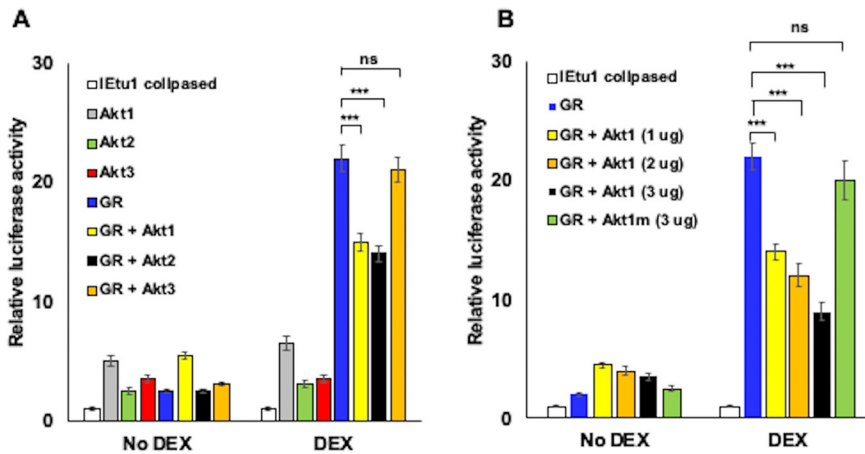 A
Relative luciferase activity
30
20
10
0
IEtu1 collpased
Akt1
Akt2
Akt3
GR
GR + Akt1
GR + Akt2
GR + Akt3
ns
***
***
No DEX
DEX
B
Relative luciferase activity
30
20
10
0
IEtu1 collpased
GR
GR + Akt1 (1 ug)
GR + Akt1 (2 ug)
GR + Akt1 (3 ug)
GR + Akt1m (3 ug)
ns
***
***
***
No DEX
DEX